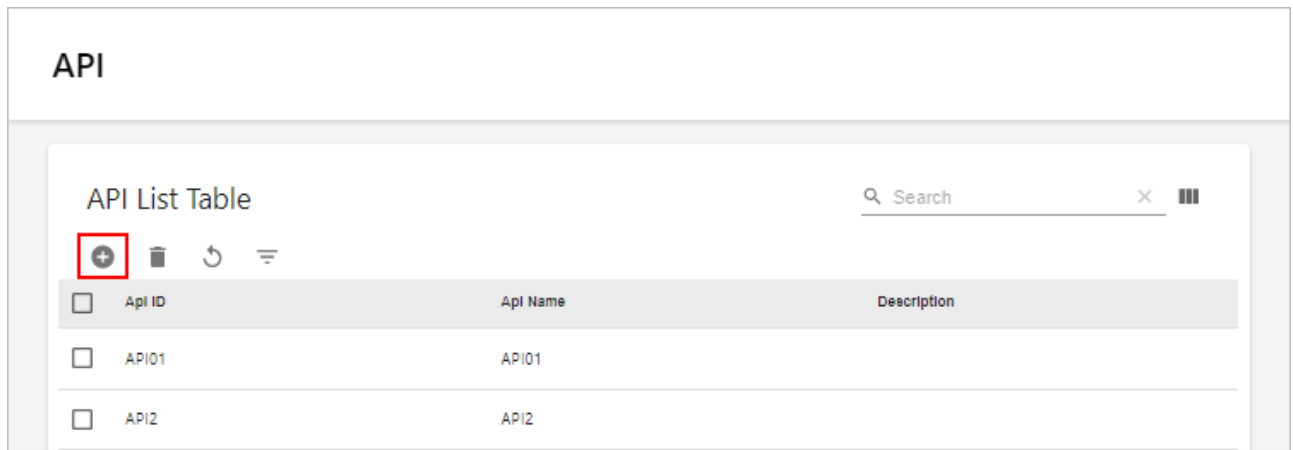 API
API List Table
Search
Api ID Api Name Description
API01 API01
API2 API2